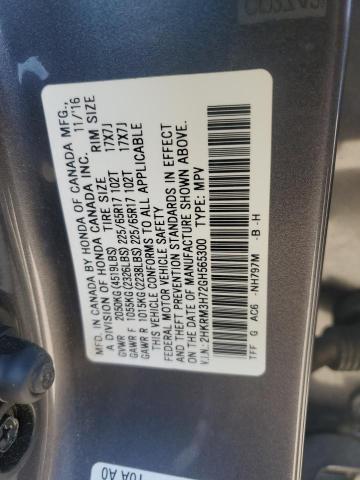 MFD. IN CANADA BY HONDA OF CANADA MFG.,
DIVISION OF HONDA CANADA INC. 11/16
TIRE SIZE RIM SIZE
GVWR 2050KG(4519LBS)
GAWR F 1055KG(2326LBS) 225/65R17 102T 17X7J
GAWR R 1015KG(2238LBS) 225/65R17 102T 17X7J
THIS VEHICLE CONFORMS TO ALL APPLICABLE
FEDERAL MOTOR VEHICLE SAFETY
AND THEFT PREVENTION STANDARDS IN EFFECT
ON THE DATE OF MANUFACTURE SHOWN ABOVE.
V.I.N.: 2HKRM3H72GH565300 TYPE: MPV
TFF G AC6 -NH797M -B -H
10A A0